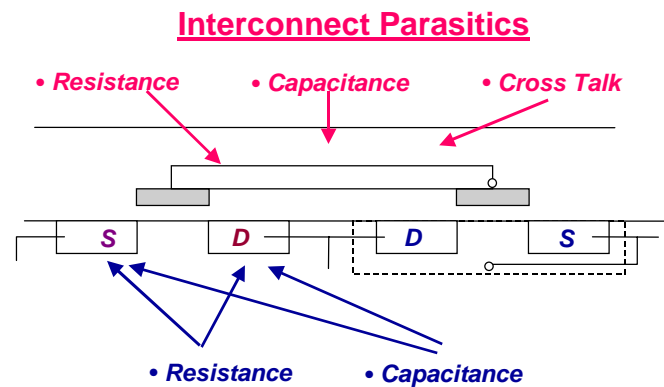 Interconnect Parasitics
• Resistance • Capacitance • Cross Talk
S D D S
• Resistance • Capacitance